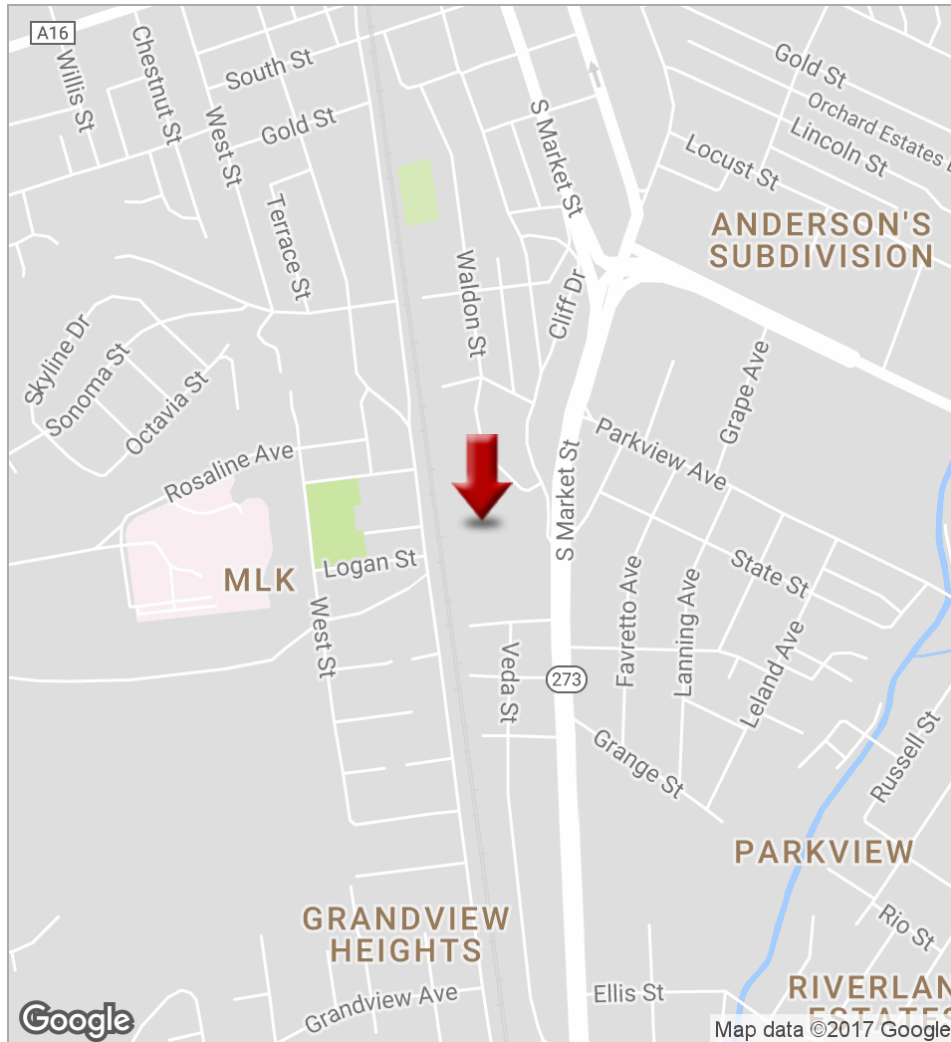 A16
Willis St
Chestnut St
South St
Gold St
West St
Terrace St
S Market St
Gold St
Orchard Estates
Lincoln St
Locust St
ANDERSON'S
SUBDIVISION
Waldon St
Cliff Dr
Skyline Dr
Sonoma St
Octavia St
Grape Ave
Parkview Ave
Rosaline Ave
S Market St
MLK
Logan St
West St
State St
Favretto Ave
Lanning Ave
Leland Ave
Veda St
273
Grange St
Russell St
PARKVIEW
GRANDVIEW
HEIGHTS
Rio St
Grandview Ave
Ellis St
RIVERLAN
ESTATES
Google
Map data ©2017 Google